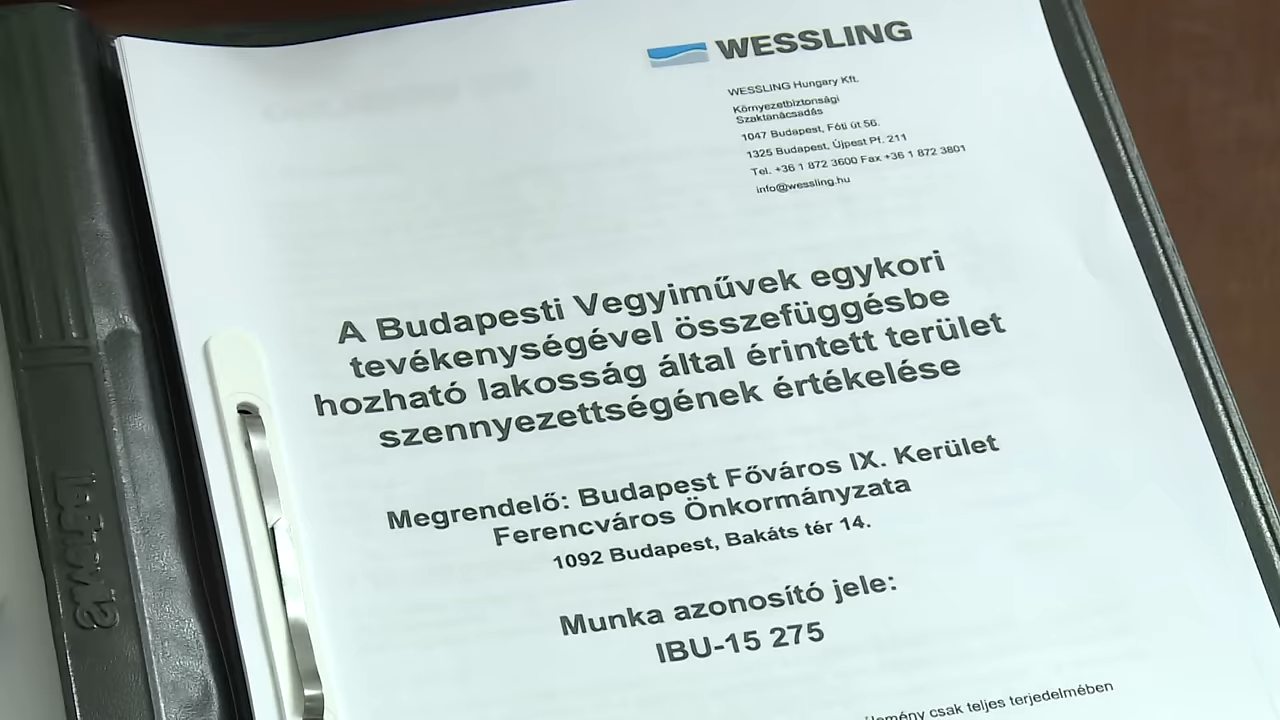 WESSLING
WESSLING Hungary Kft.
Környezetbiztonsági
Szaktanácsadás
1047 Budapest, Fóti út 56.
1325 Budapest, Újpest Pf. 211
Tel. +36 1 872 3600 Fax +36 1 872 3801
info@wessling.hu
A Budapesti Vegyiművek egykori
tevékenységével összefüggésbe
hozható lakosság által érintett terület
szennyezettségének értékelése
Megrendelő: Budapest Főváros IX. Kerület
Ferencváros Önkormányzata
1092 Budapest, Bakáts tér 14.
Munka azonosító jele:
IBU-15 275
csak teljes terjedelmében